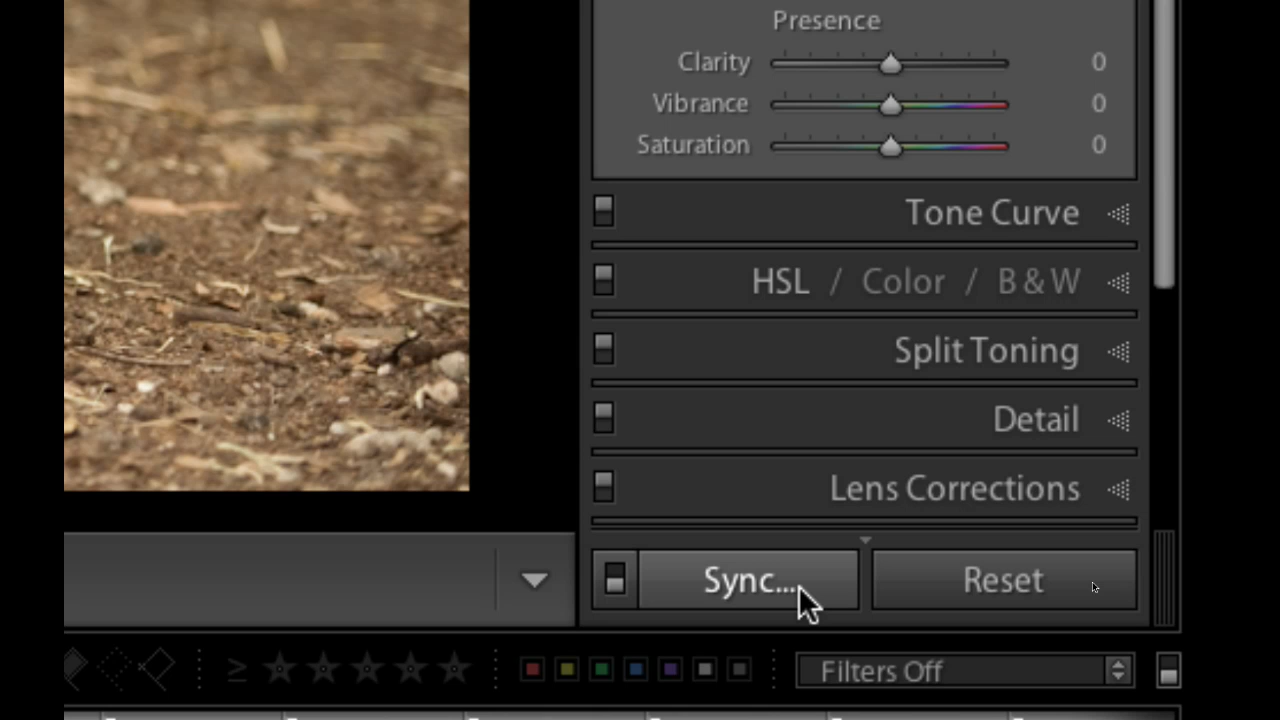 Presence
Clarity 0
Vibrance 0
Saturation 0
Tone Curve
HSL / Color / B & W
Split Toning
Detail
Lens Corrections
Sync... Reset
≥ Filters Off